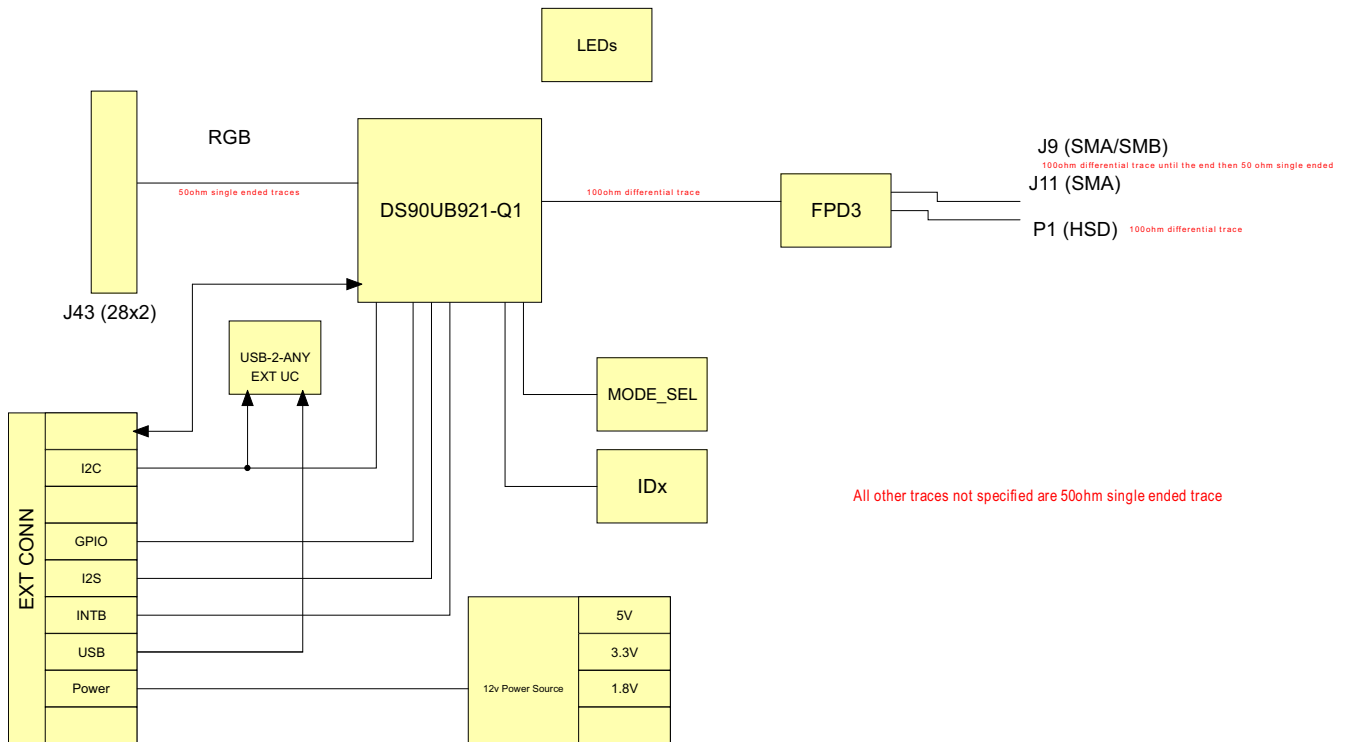 LEDs
RGB
50ohm single ended traces
DS90UB921-Q1
100ohm differential trace
FPD3
J9 (SMA/SMB)
100ohm differential trace until the end then 50 ohm single ended
J11 (SMA)
P1 (HSD)
100ohm differential trace
J43 (28x2)
USB-2-ANY
EXT UC
MODE_SEL
IDx
All other traces not specified are 50ohm single ended trace
EXT CONN
I2C
GPIO
I2S
INTB
USB
Power
12v Power Source
5V
3.3V
1.8V